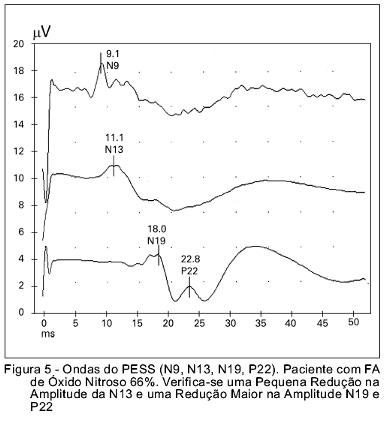 μV
20
18
16
14
12
10
8
6
4
2
0
9.1
N9
11.1
N13
18.0
N19
22.8
P22
0 5 10 15 20 25 30 35 40 45 50
ms
Figura 5 - Ondas do PESS (N9, N13, N19, P22). Paciente com FA
de Óxido Nitroso 66%. Verifica-se uma Pequena Redução na
Amplitude da N13 e uma Redução Maior na Amplitude N19 e
P22